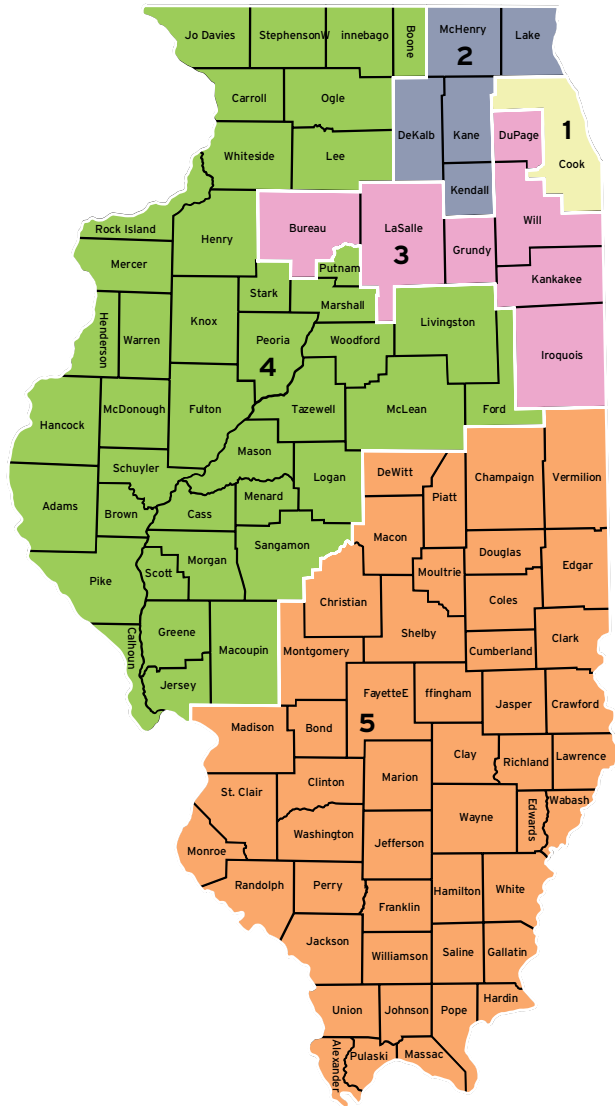 Jo Davies
StephensonW
innebago
Boone
McHenry
Lake
2
Carroll
Ogle
DeKalb
Kane
DuPage
1
Cook
Whiteside
Lee
Kendall
Rock Island
Henry
Bureau
LaSalle
3
Grundy
Will
Mercer
Putnam
Kankakee
Stark
Marshall
Henderson
Warren
Knox
Peoria
4
Woodford
Livingston
Iroquois
Hancock
McDonough
Fulton
Tazewell
McLean
Ford
Mason
Schuyler
Logan
DeWitt
Piatt
Champaign
Vermilion
Adams
Brown
Cass
Menard
Sangamon
Macon
Douglas
Edgar
Pike
Scott
Morgan
Moultrie
Christian
Coles
Calhoun
Greene
Macoupin
Montgomery
Shelby
Cumberland
Clark
Jersey
FayetteE
ffingham
Jasper
Crawford
Madison
Bond
5
Clay
Richland
Lawrence
St. Clair
Clinton
Marion
Wayne
Edwards
Wabash
Monroe
Washington
Jefferson
Randolph
Perry
Franklin
Hamilton
White
Jackson
Williamson
Saline
Gallatin
Union
Johnson
Pope
Hardin
Alexander
Pulaski
Massac